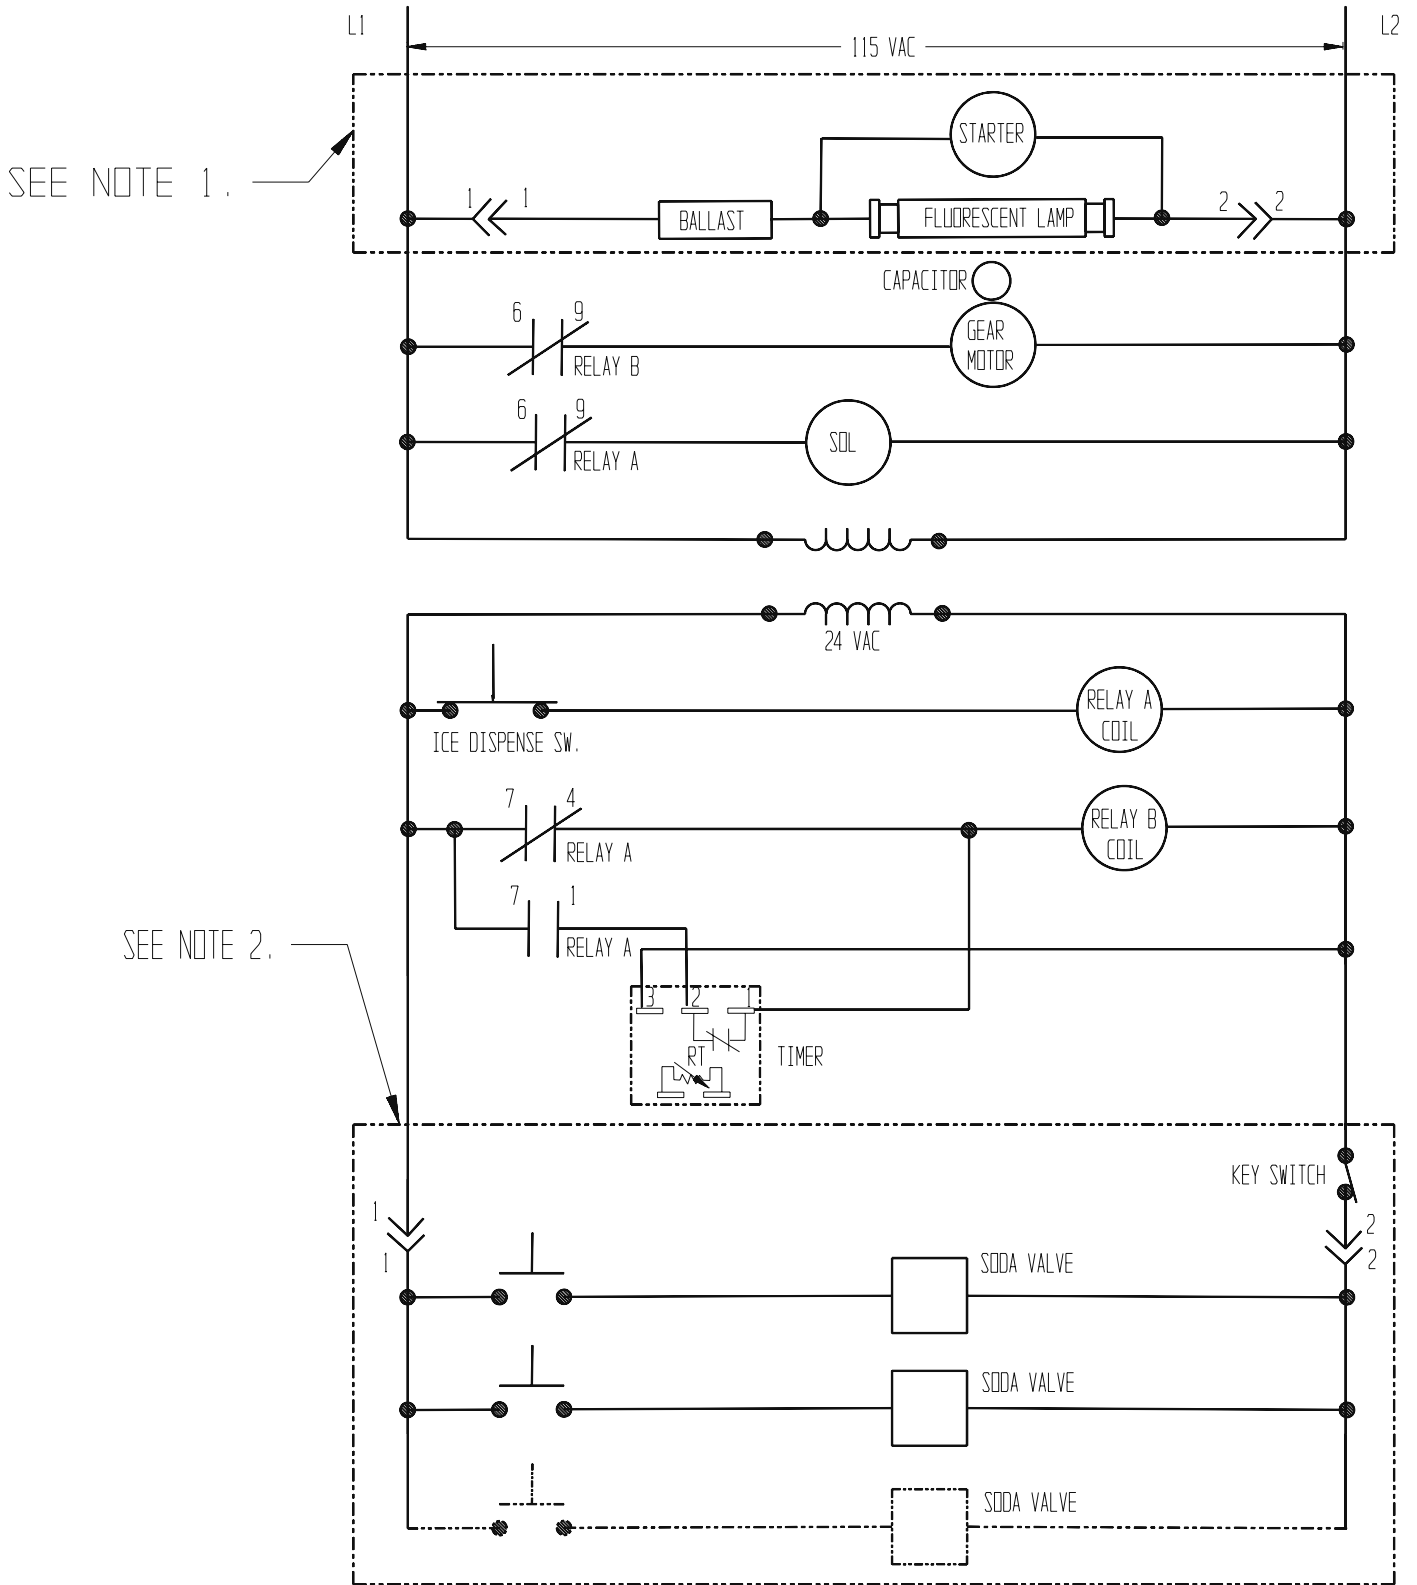 L1
L2
115 VAC
STARTER
SEE NOTE 1.
1
1
BALLAST
FLUORESCENT LAMP
2
2
CAPACITOR
6
9
GEAR
MOTOR
RELAY B
6
9
SOL
RELAY A
24 VAC
RELAY A
COIL
ICE DISPENSE SW.
7
4
RELAY B
COIL
RELAY A
7
1
SEE NOTE 2.
RELAY A
3
2
1
RT
TIMER
KEY SWITCH
1
2
1
2
SODA VALVE
SODA VALVE
SODA VALVE